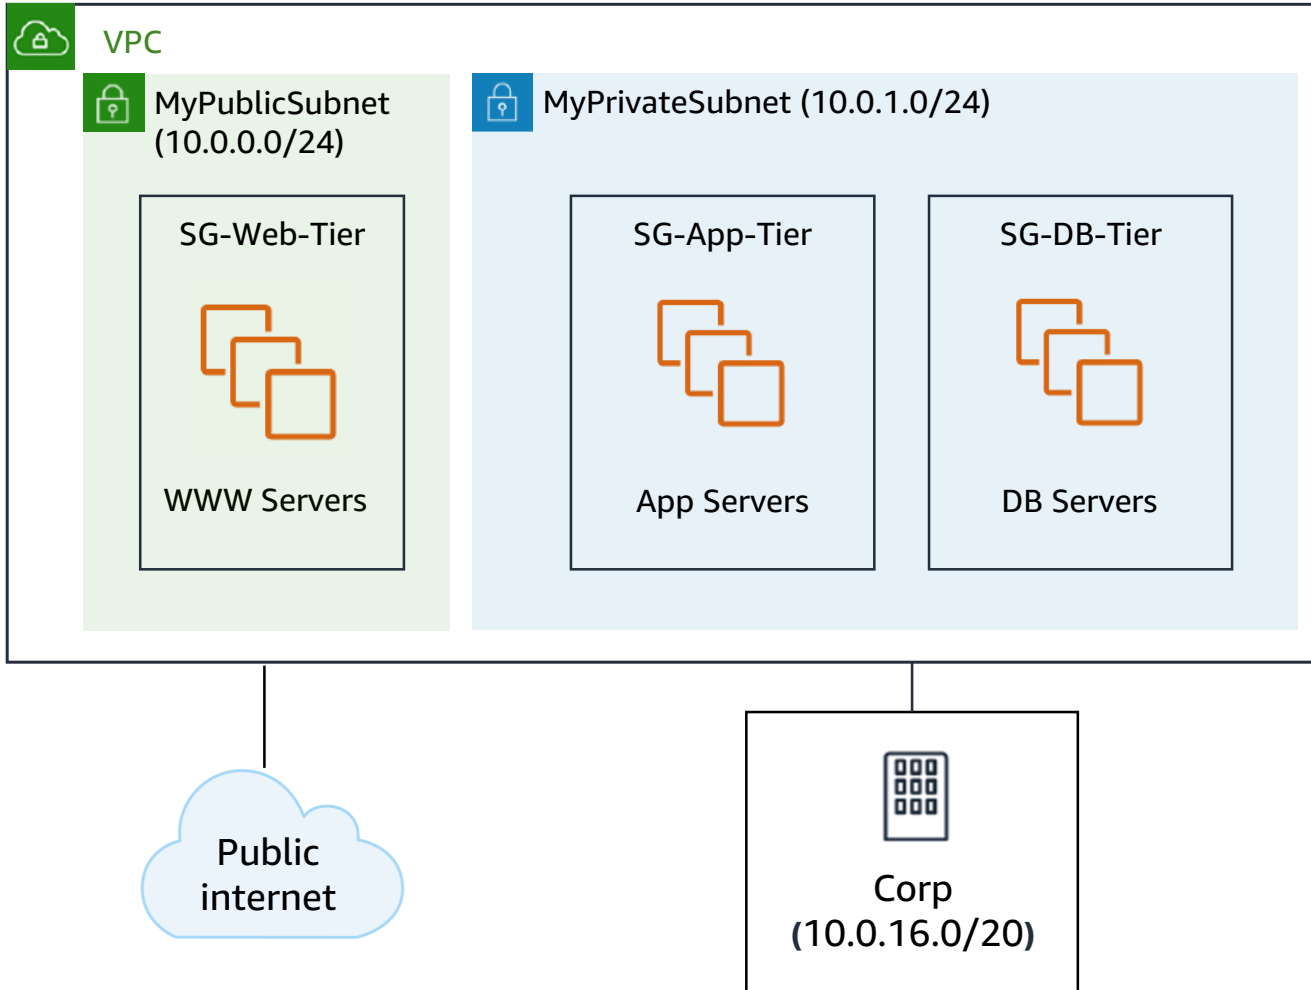 VPC
MyPublicSubnet
(10.0.0.0/24)
SG-Web-Tier
WWW Servers
MyPrivateSubnet (10.0.1.0/24)
SG-App-Tier
App Servers
SG-DB-Tier
DB Servers
Public
internet
Corp
(10.0.16.0/20)